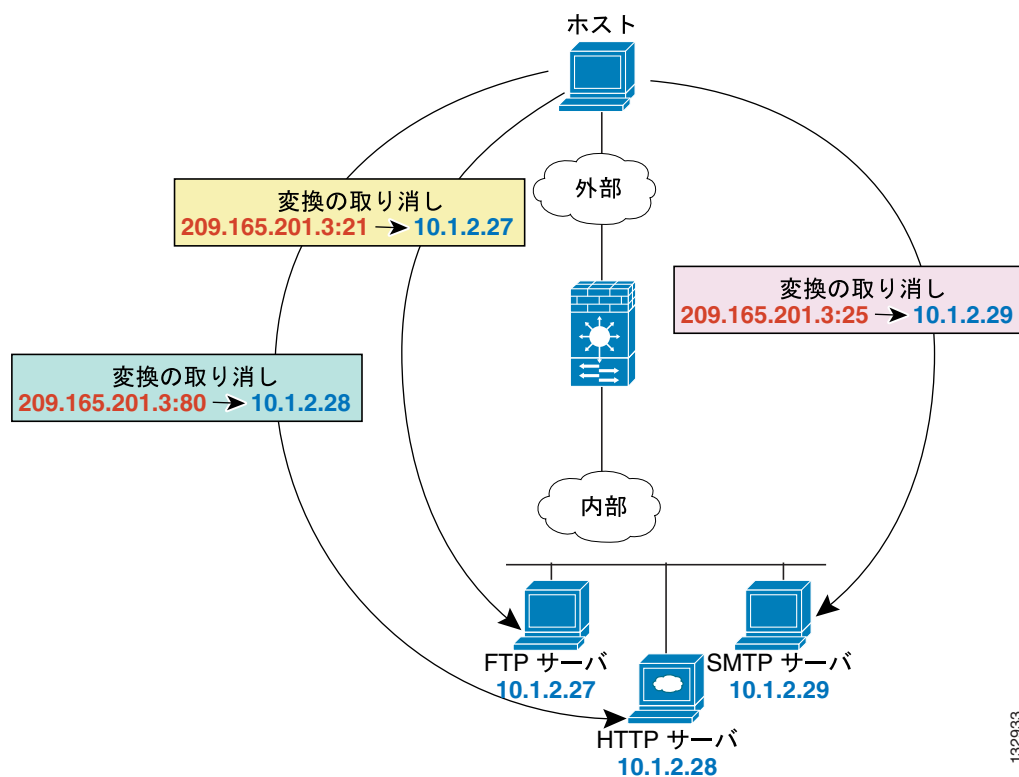 ホスト
外部
変換の取り消し
209.165.201.3:21 → 10.1.2.27
変換の取り消し
209.165.201.3:25 → 10.1.2.29
変換の取り消し
209.165.201.3:80 → 10.1.2.28
内部
FTP サーバ
10.1.2.27
SMTP サーバ
10.1.2.29
HTTP サーバ
10.1.2.28
132933